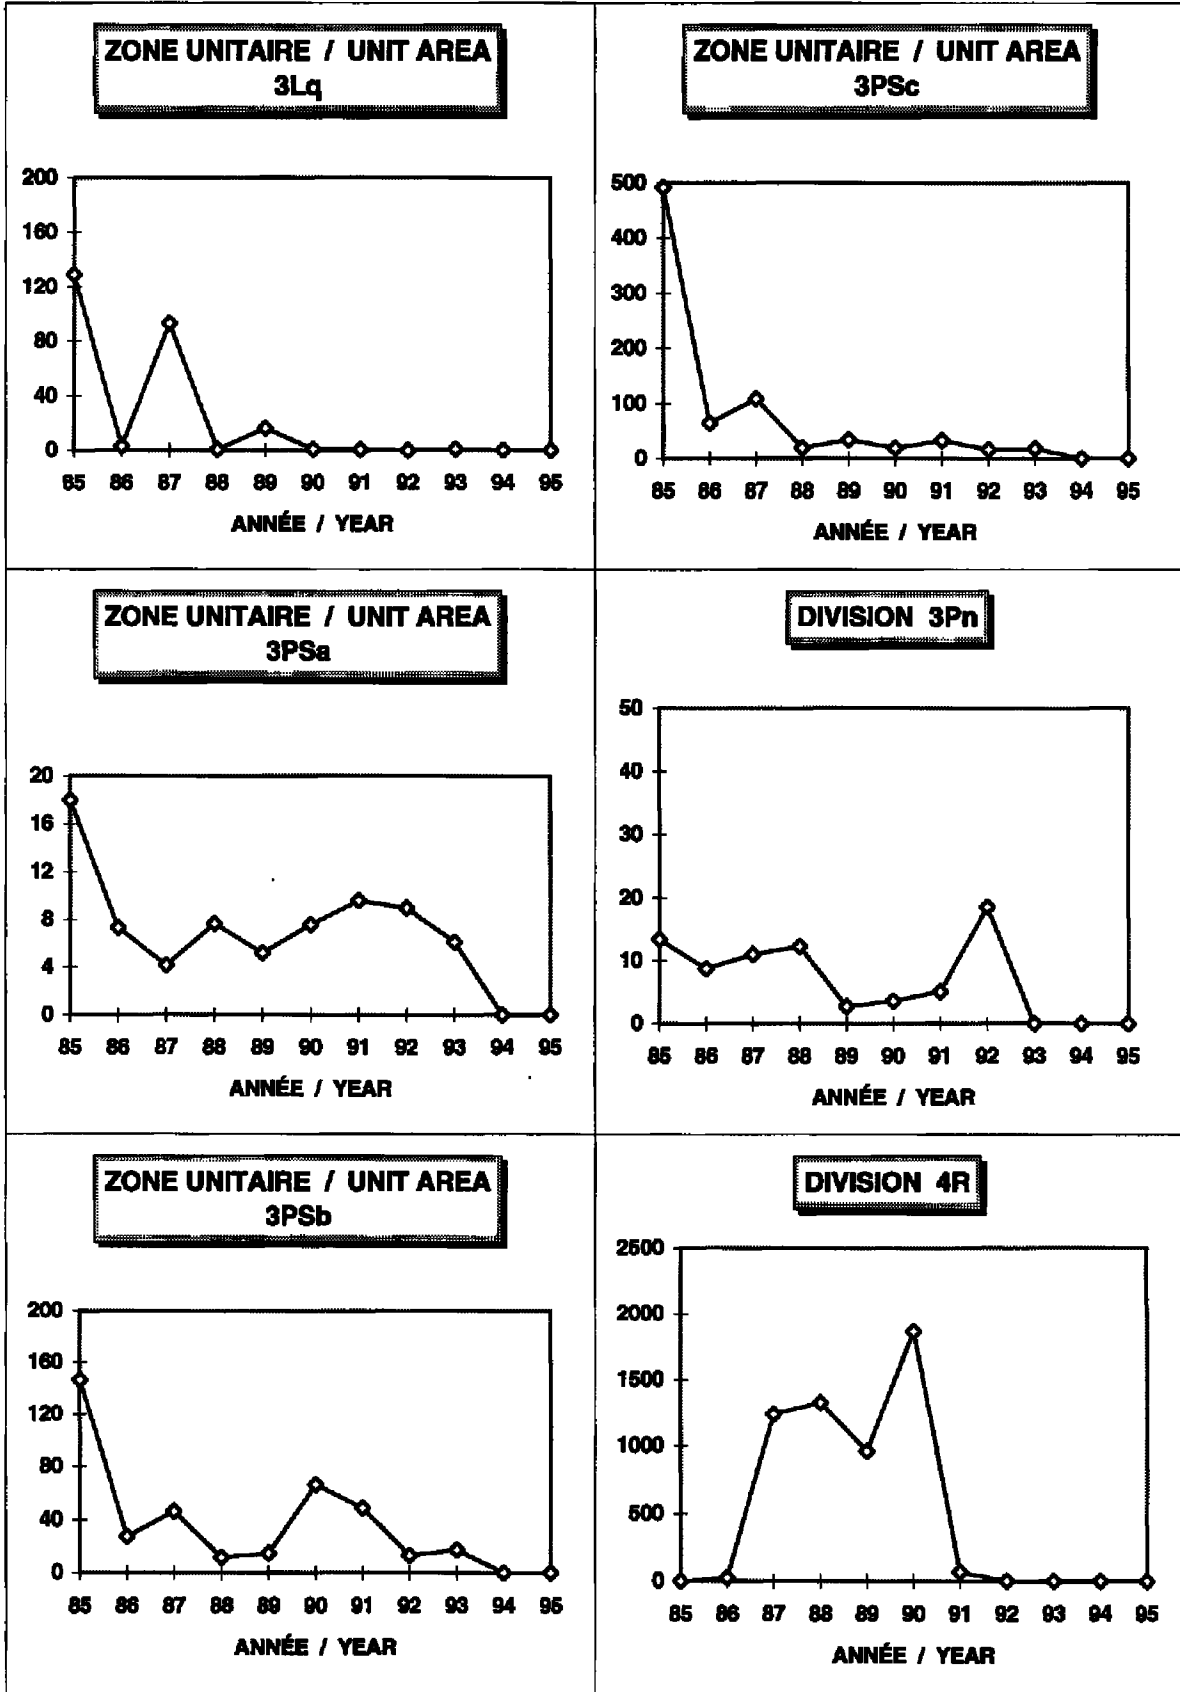 ZONE UNITAIRE / UNIT AREA
3Lq
200
160
120
80
40
0
85 86 87 88 89 90 91 92 93 94 95
ANNÉE / YEAR
ZONE UNITAIRE / UNIT AREA
3PSc
500
400
300
200
100
0
85 86 87 88 89 90 91 92 93 94 95
ANNÉE / YEAR
ZONE UNITAIRE / UNIT AREA
3PSa
20
16
12
8
4
0
85 86 87 88 89 90 91 92 93 94 95
ANNÉE / YEAR
DIVISION 3Pn
50
40
30
20
10
0
85 86 87 88 89 90 91 92 93 94 95
ANNÉE / YEAR
ZONE UNITAIRE / UNIT AREA
3PSb
200
160
120
80
40
0
85 86 87 88 89 90 91 92 93 94 95
ANNÉE / YEAR
DIVISION 4R
2500
2000
1500
1000
500
0
85 86 87 88 89 90 91 92 93 94 95
ANNÉE / YEAR